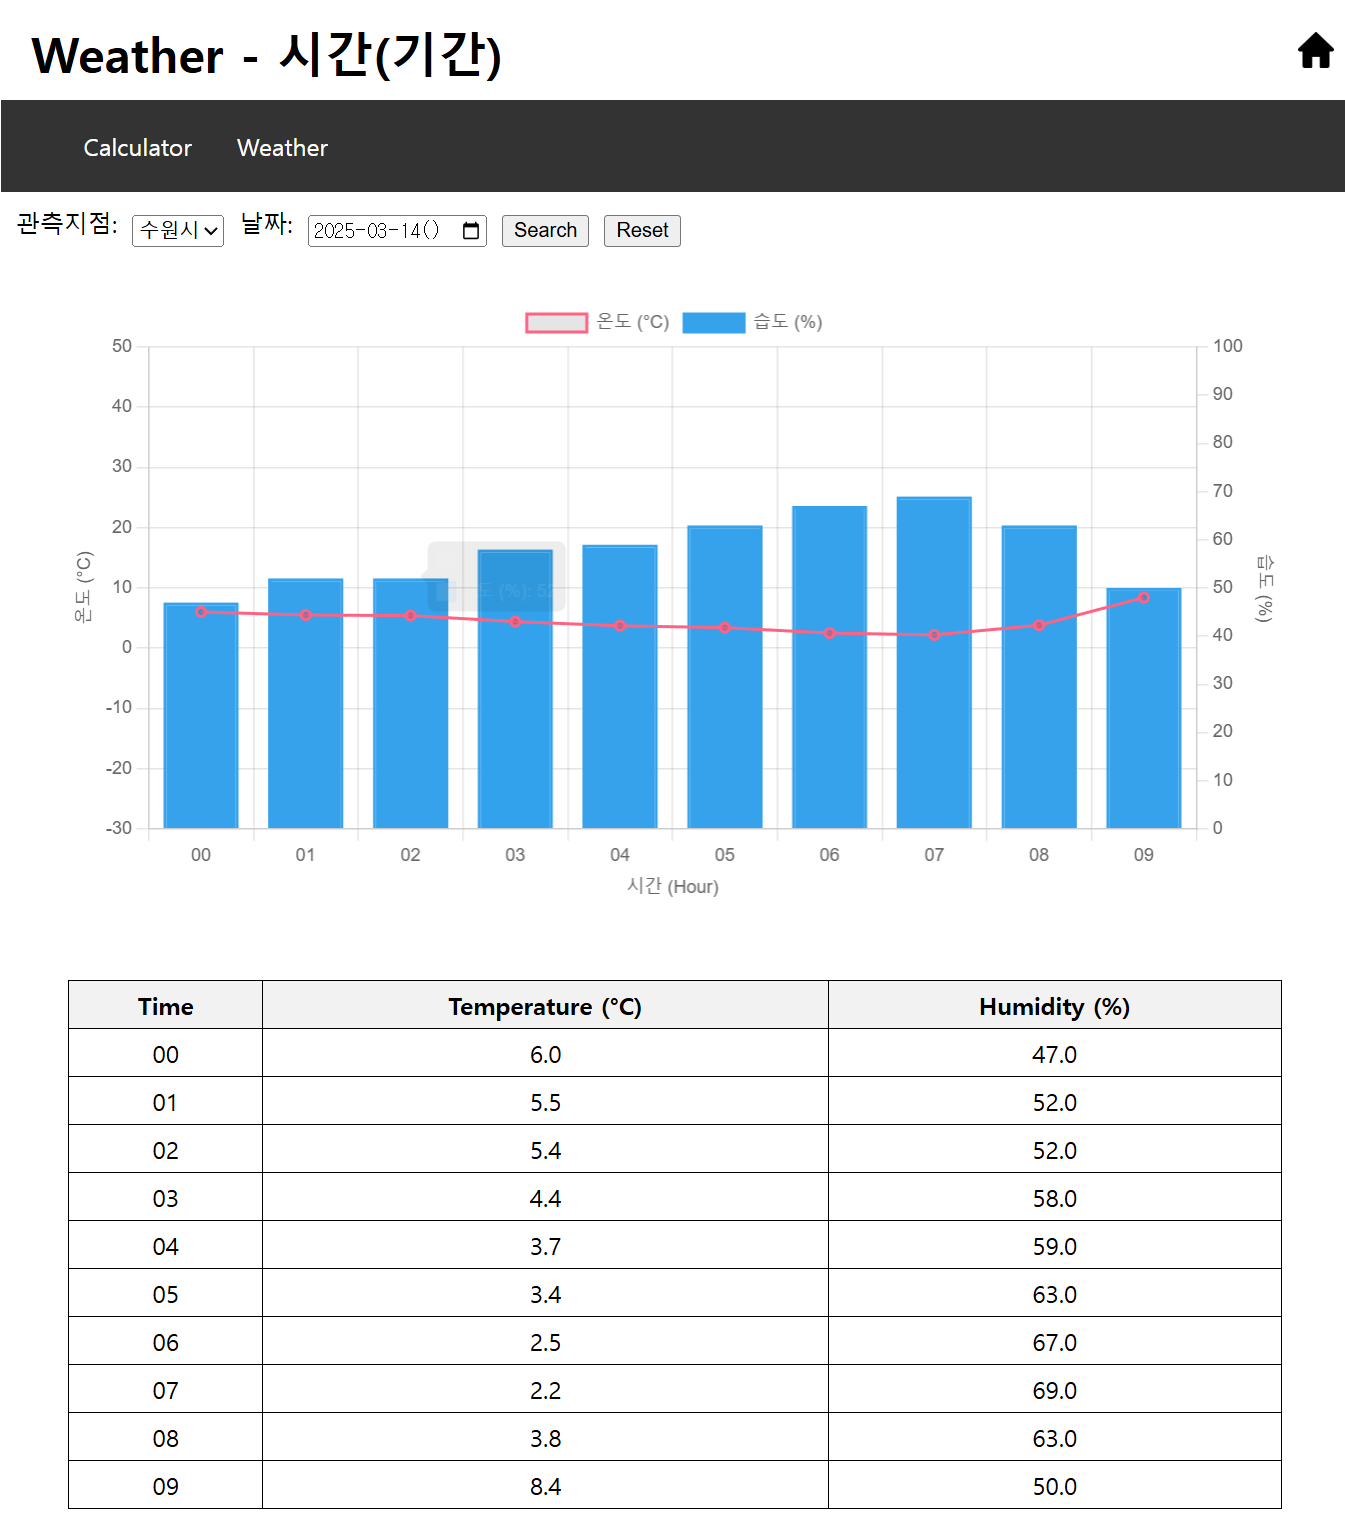 Weather - 시간(기간)
Calculator Weather
관측지점: 수원시 날짜: 2025-03-14() Search Reset
온도 (°C) 습도 (%)
50 100
40 90
30 80
20 70
10 60
0 50
-10 40
-20 30
-30 20
10
0
온도 (°C)
습도 (%)
도 (%): 52
00 01 02 03 04 05 06 07 08 09
시간 (Hour)
Time Temperature (°C) Humidity (%)
00 6.0 47.0
01 5.5 52.0
02 5.4 52.0
03 4.4 58.0
04 3.7 59.0
05 3.4 63.0
06 2.5 67.0
07 2.2 69.0
08 3.8 63.0
09 8.4 50.0